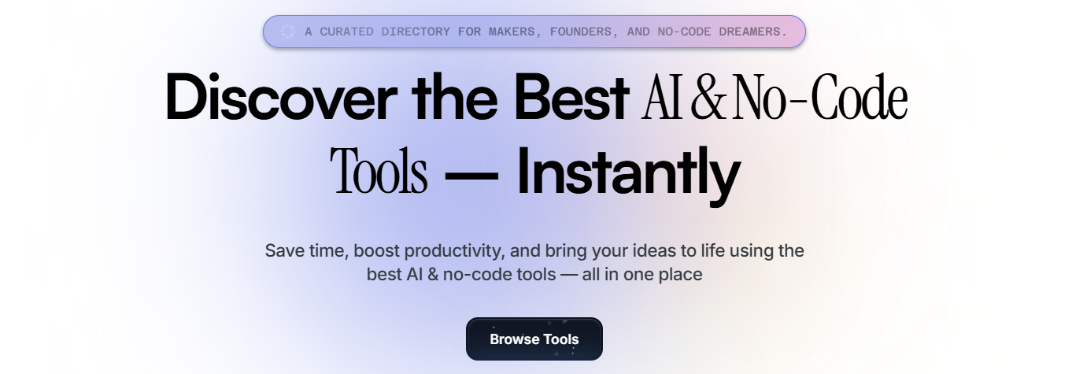 A CURATED DIRECTORY FOR MAKERS, FOUNDERS, AND NO-CODE DREAMERS.
Discover the Best AI & No-Code
Tools — Instantly
Save time, boost productivity, and bring your ideas to life using the
best AI & no-code tools — all in one place
Browse Tools